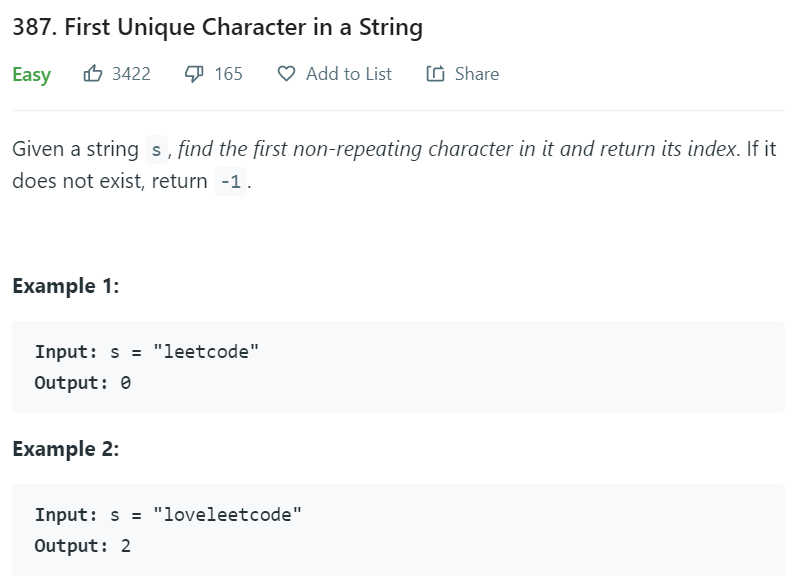 387. First Unique Character in a String
Easy 3422 165 Add to List Share
Given a string s, find the first non-repeating character in it and return its index. If it
does not exist, return -1.
Example 1:
Input: s = "leetcode"
Output: 0
Example 2:
Input: s = "loveleetcode"
Output: 2